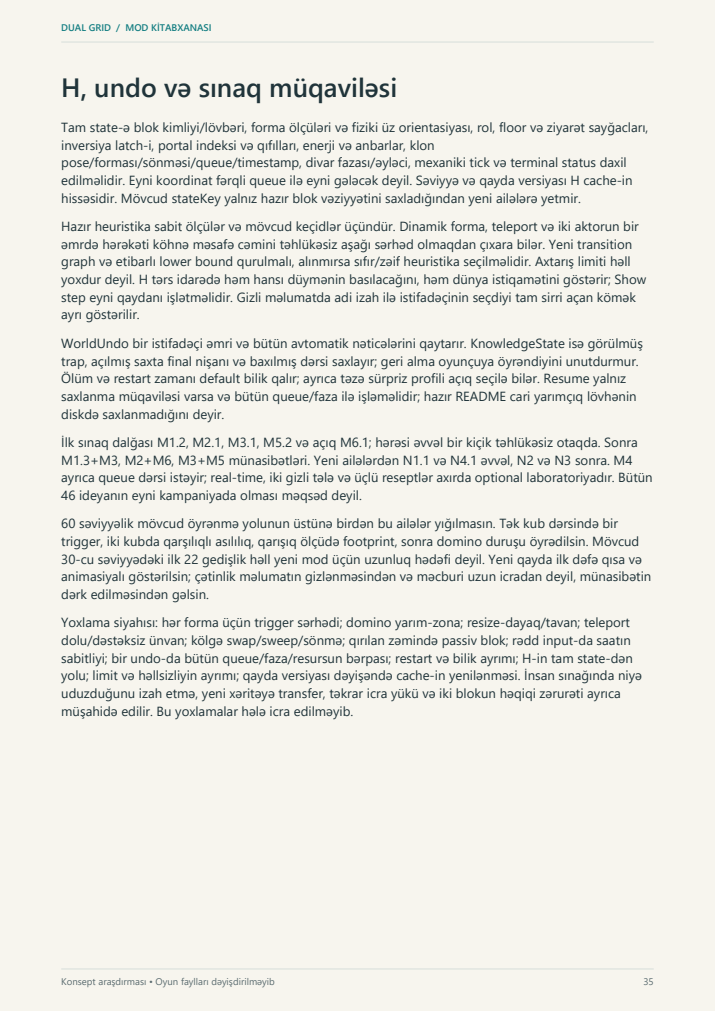 DUAL GRID / MOD KİTABXANASI
H, undo və sınaq müqaviləsi
Tam state-ə blok kimliyi/lövbəri, forma ölçüləri və fiziki üz orientasiyası, rol, floor və ziyarət sayğacları,
inversiya latch-i, portal indeksi və qıfılları, enerji və anbarlar, klon
pose/forması/sönməsi/queue/timestamp, divar fazası/əyləci, mexaniki tick və terminal status daxil
edilməlidir. Eyni koordinat fərqli queue ilə eyni gələcək deyil. Səviyyə və qayda versiyası H cache-in
hissəsidir. Mövcud stateKey yalnız hazır blok vəziyyətini saxladığından yeni ailələrə yetmir.
Hazır heuristika sabit ölçülər və mövcud keçidlər üçündür. Dinamik forma, teleport və iki aktorun bir
əmrdə hərəkəti köhnə məsafə cəmini təhlükəsiz aşağı sərhəd olmaqdan çıxara bilər. Yeni transition
graph və etibarlı lower bound qurulmalı, alınmırsa sıfır/zəif heuristika seçilməlidir. Axtarış limiti həll
yoxdur deyil. H tərs idarədə həm hansı düymənin basılacağını, həm dünya istiqamətini göstərir; Show
step eyni qaydanı işlətməlidir. Gizli məlumatda adi izah ilə istifadəçinin seçdiyi tam sirri açan kömək
ayrı göstərilir.
WorldUndo bir istifadəçi əmri və bütün avtomatik nəticələrini qaytarır. KnowledgeState isə görülmüş
trap, açılmış saxta final nişanı və baxılmış dərsi saxlayır; geri alma oyunçuya öyrəndiyini unutdurmur.
Ölüm və restart zamanı default bilik qalır; ayrıca təzə sürpriz profili açıq seçilə bilər. Resume yalnız
saxlanma müqaviləsi varsa və bütün queue/faza ilə işləməlidir; hazır README cari yarımçıq lövhənin
diskdə saxlanmadığını deyir.
İlk sınaq dalğası M1.2, M2.1, M3.1, M5.2 və açıq M6.1; hərəsi əvvəl bir kiçik təhlükəsiz otaqda. Sonra
M1.3+M3, M2+M6, M3+M5 münasibətləri. Yeni ailələrdən N1.1 və N4.1 əvvəl, N2 və N3 sonra. M4
ayrıca queue dərsi istəyir; real-time, iki gizli tələ və üçlü reseptlər axırda optional laboratoriyadır. Bütün
46 ideyanın eyni kampaniyada olması məqsəd deyil.
60 səviyyəlik mövcud öyrənmə yolunun üstünə birdən bu ailələr yığılmasın. Tək kub dərsində bir
trigger, iki kubda qarşılıqlı asılılıq, qarışıq ölçüdə footprint, sonra domino duruşu öyrədilsin. Mövcud
30-cu səviyyədəki ilk 22 gedişlik həll yeni mod üçün uzunluq hədəfi deyil. Yeni qayda ilk dəfə qısa və
animasiyalı göstərilsin; çətinlik məlumatın gizlənməsindən və məcburi uzun icradan deyil, münasibətin
dərk edilməsindən gəlsin.
Yoxlama siyahısı: hər forma üçün trigger sərhədi; domino yarım-zona; resize-dayaq/tavan; teleport
dolu/dəstəksiz ünvan; kölgə swap/sweep/sönmə; qırılan zəmində passiv blok; rədd input-da saatın
sabitliyi; bir undo-da bütün queue/faza/resursun bərpası; restart və bilik ayrımı; H-in tam state-dən
yolu; limit və həllsizliyin ayrımı; qayda versiyası dəyişəndə cache-in yenilənməsi. İnsan sınağında niyə
uduzduğunu izah etmə, yeni xəritəyə transfer, təkrar icra yükü və iki blokun həqiqi zərurəti ayrıca
müşahidə edilir. Bu yoxlamalar hələ icra edilməyib.
Konsept araşdırması • Oyun faylları dəyişdirilməyib
35